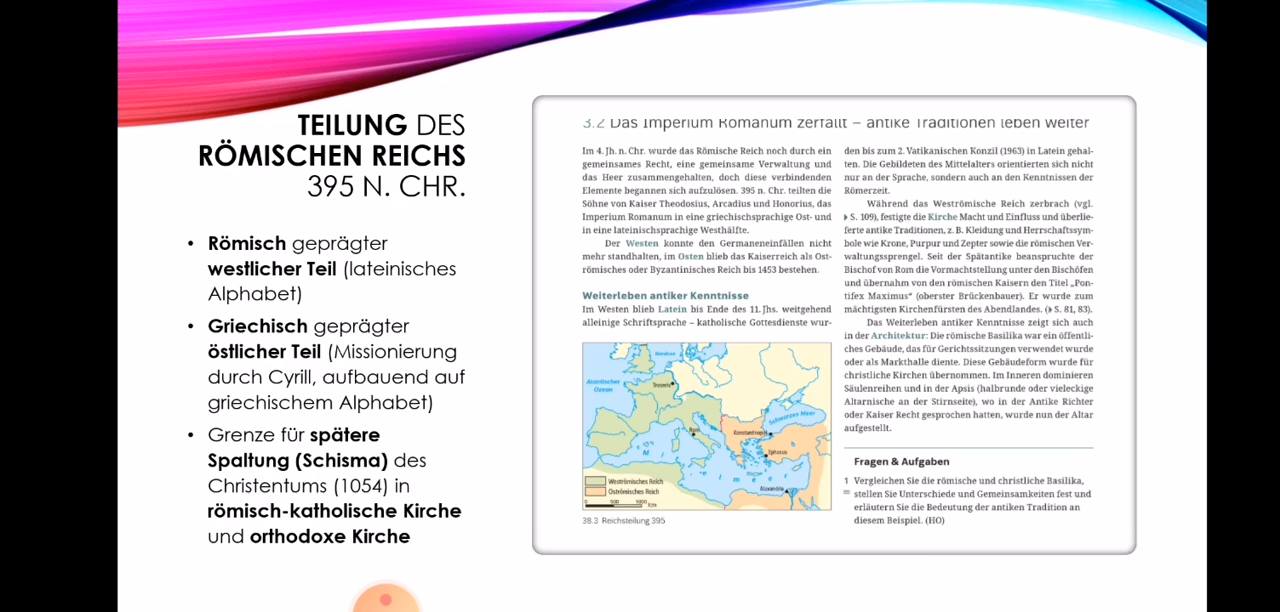 TEILUNG DES
RÖMISCHEN REICHS
395 N. CHR.
• Römisch geprägter
westlicher Teil (lateinisches
Alphabet)
• Griechisch geprägter
östlicher Teil (Missionierung
durch Cyrill, aufbauend auf
griechischem Alphabet)
• Grenze für spätere
Spaltung (Schisma) des
Christentums (1054) in
römisch-katholische Kirche
und orthodoxe Kirche
3.2 Das Imperium Romanum zerfällt – antike Traditionen leben weiter
Im 4. Jh. n. Chr. wurde das Römische Reich noch durch ein
gemeinsames Recht, eine gemeinsame Verwaltung und
das Heer zusammengehalten, doch diese verbindenden
Elemente begannen sich aufzulösen. 395 n. Chr. teilten die
Söhne von Kaiser Theodosius, Arcadius und Honorius, das
Imperium Romanum in eine griechischsprachige Ost- und
in eine lateinischsprachige Westhälfte.
Der Westen konnte den Germaneneinfällen nicht
mehr standhalten, im Osten blieb das Kaiserreich als Ost-
römisches oder Byzantinisches Reich bis 1453 bestehen.
Weiterleben antiker Kenntnisse
Im Westen blieb Latein bis Ende des 11. Jhs. weitgehend
alleinige Schriftsprache – katholische Gottesdienste wur-
Nordsee
Atlantischer
Ozean
Treveris
Schwarzes Meer
Rom
Konstantinopel
Ephesus
M i t t e l m e e r
Alexandria
Weströmisches Reich
Oströmisches Reich
0 500 1000 km
38.3 Reichsteilung 395
den bis zum 2. Vatikanischen Konzil (1963) in Latein gehal-
ten. Die Gebildeten des Mittelalters orientierten sich nicht
nur an der Sprache, sondern auch an den Kenntnissen der
Römerzeit.
Während das Weströmische Reich zerbrach (vgl.
S. 109), festigte die Kirche Macht und Einfluss und überlie-
ferte antike Traditionen, z. B. Kleidung und Herrschaftssym-
bole wie Krone, Purpur und Zepter sowie die römischen Ver-
waltungssprengel. Seit der Spätantike beanspruchte der
Bischof von Rom die Vormachtstellung unter den Bischöfen
und übernahm von den römischen Kaisern den Titel „Pon-
tifex Maximus“ (oberster Brückenbauer). Er wurde zum
mächtigsten Kirchenfürsten des Abendlandes. (S. 81, 83).
Das Weiterleben antiker Kenntnisse zeigt sich auch
in der Architektur: Die römische Basilika war ein öffentli-
ches Gebäude, das für Gerichtssitzungen verwendet wurde
oder als Markthalle diente. Diese Gebäudeform wurde für
christliche Kirchen übernommen. Im Inneren dominieren
Säulenreihen und in der Apsis (halbrunde oder vieleckige
Altarnische an der Stirnseite), wo in der Antike Richter
oder Kaiser Recht gesprochen hatten, wurde nun der Altar
aufgestellt.
Fragen & Aufgaben
1 Vergleichen Sie die römische und christliche Basilika,
stellen Sie Unterschiede und Gemeinsamkeiten fest und
erläutern Sie die Bedeutung der antiken Tradition an
diesem Beispiel. (HO)